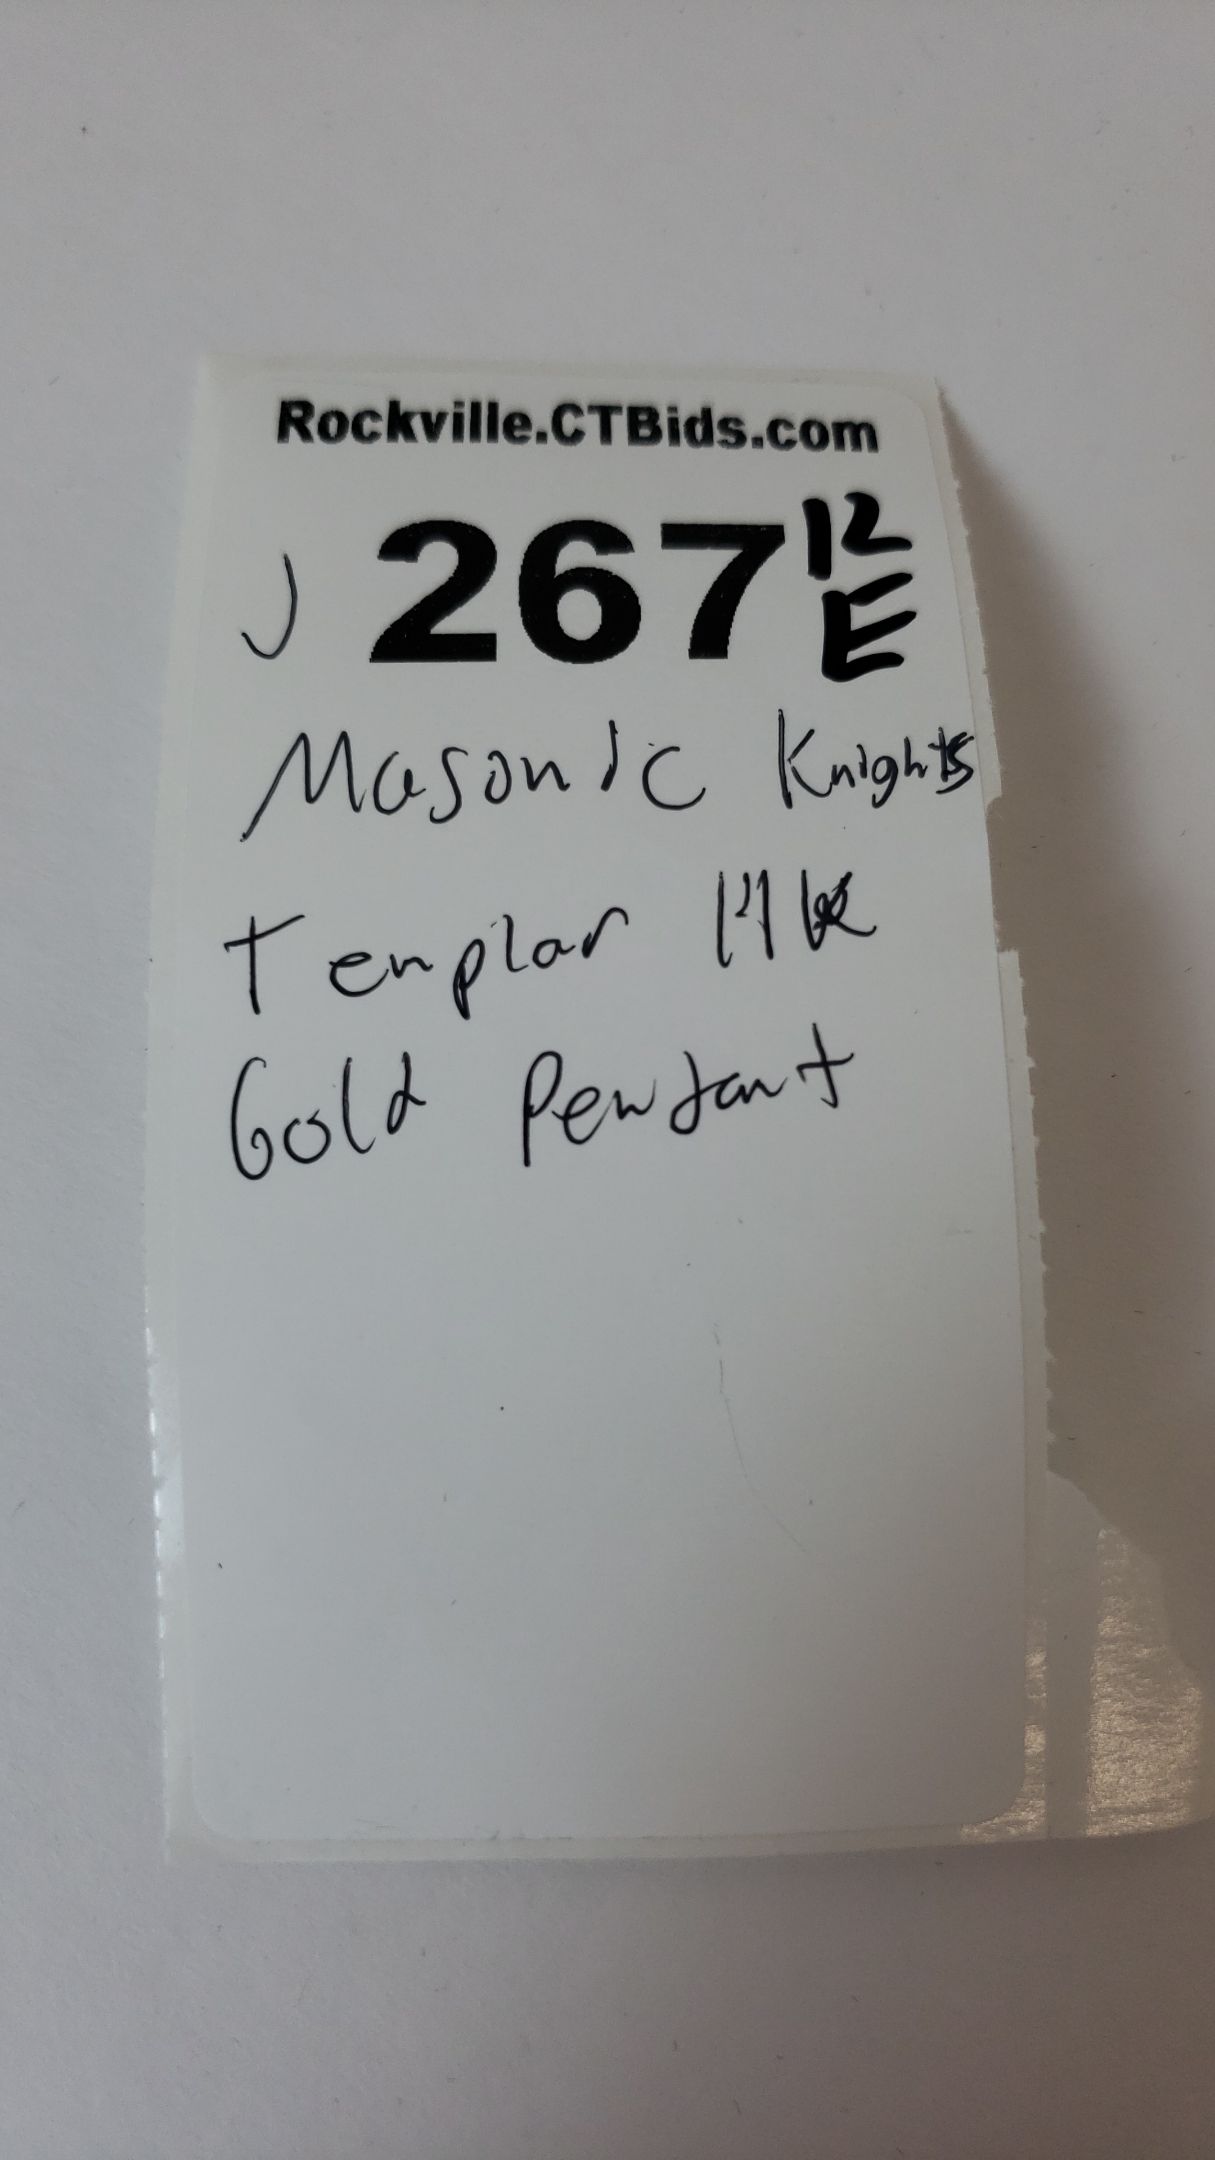 Rockville.CTBids.com
J 267 12
E
Masonic Knights
Templar 14K
Gold Pendant